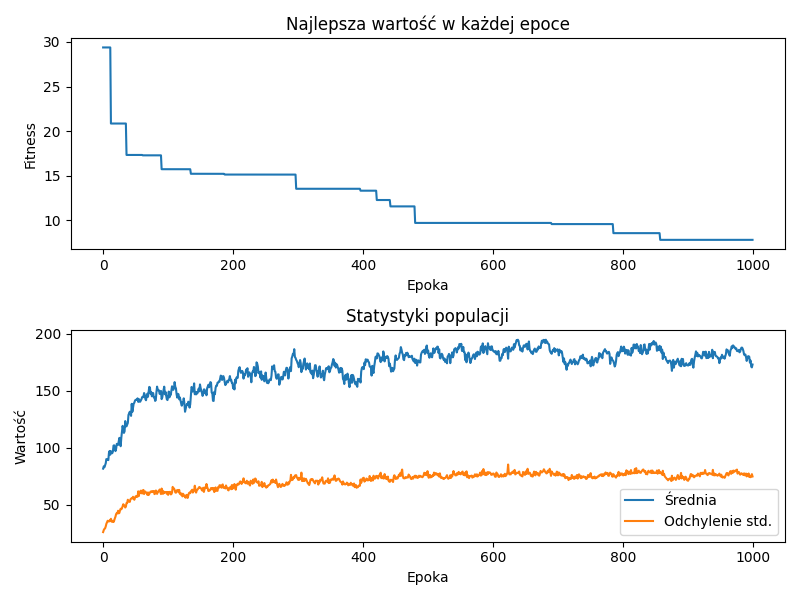 Najlepsza wartość w każdej epoce
30
25
20
15
10
Fitness
0 200 400 600 800 1000
Epoka
Statystyki populacji
200
150
100
50
Wartość
Średnia
Odchylenie std.
0 200 400 600 800 1000
Epoka